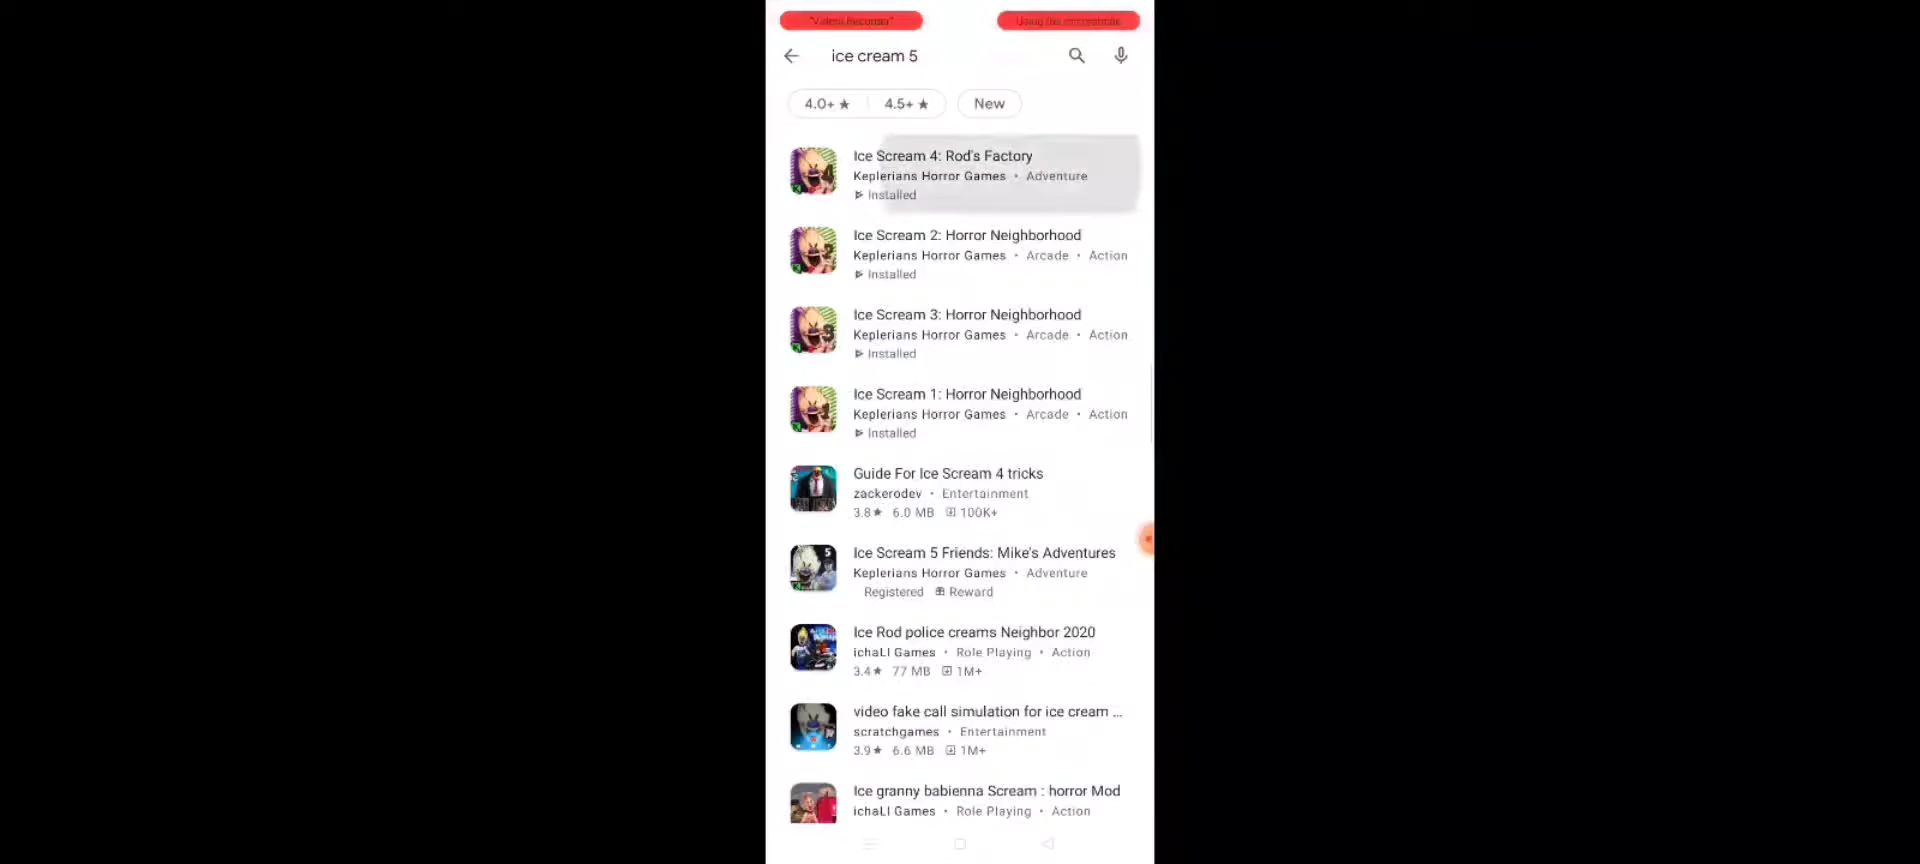 "Videro Recorser"
ice cream 5
4.0+ ★ 4.5+ ★ New
Ice Scream 4: Rod's Factory
Keplerians Horror Games • Adventure
Installed
Ice Scream 2: Horror Neighborhood
Keplerians Horror Games • Arcade • Action
Installed
Ice Scream 3: Horror Neighborhood
Keplerians Horror Games • Arcade • Action
Installed
Ice Scream 1: Horror Neighborhood
Keplerians Horror Games • Arcade • Action
Installed
Guide For Ice Scream 4 tricks
zackerodev • Entertainment
3.8★ 6.0 MB 100K+
Ice Scream 5 Friends: Mike's Adventures
Keplerians Horror Games • Adventure
Registered Reward
Ice Rod police creams Neighbor 2020
ichaLI Games • Role Playing • Action
3.4★ 77 MB 1M+
video fake call simulation for ice cream ...
scratchgames • Entertainment
3.9★ 6.6 MB 1M+
Ice granny babienna Scream : horror Mod
ichaLI Games • Role Playing • Action